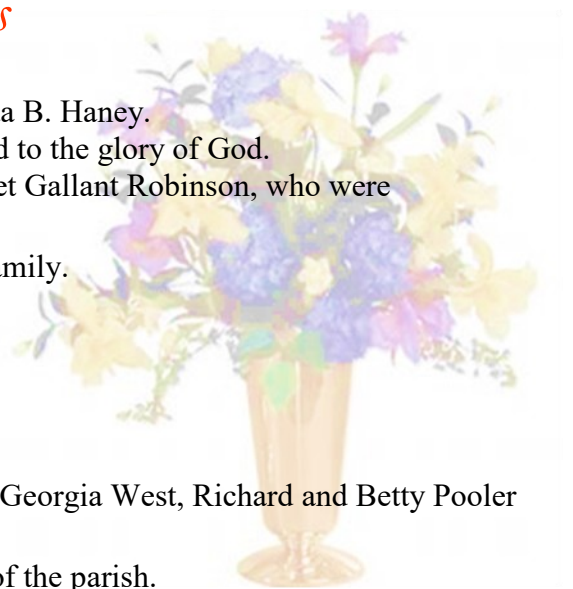 s
a B. Haney.
d to the glory of God.
et Gallant Robinson, who were
amily.
Georgia West, Richard and Betty Pooler
of the parish.